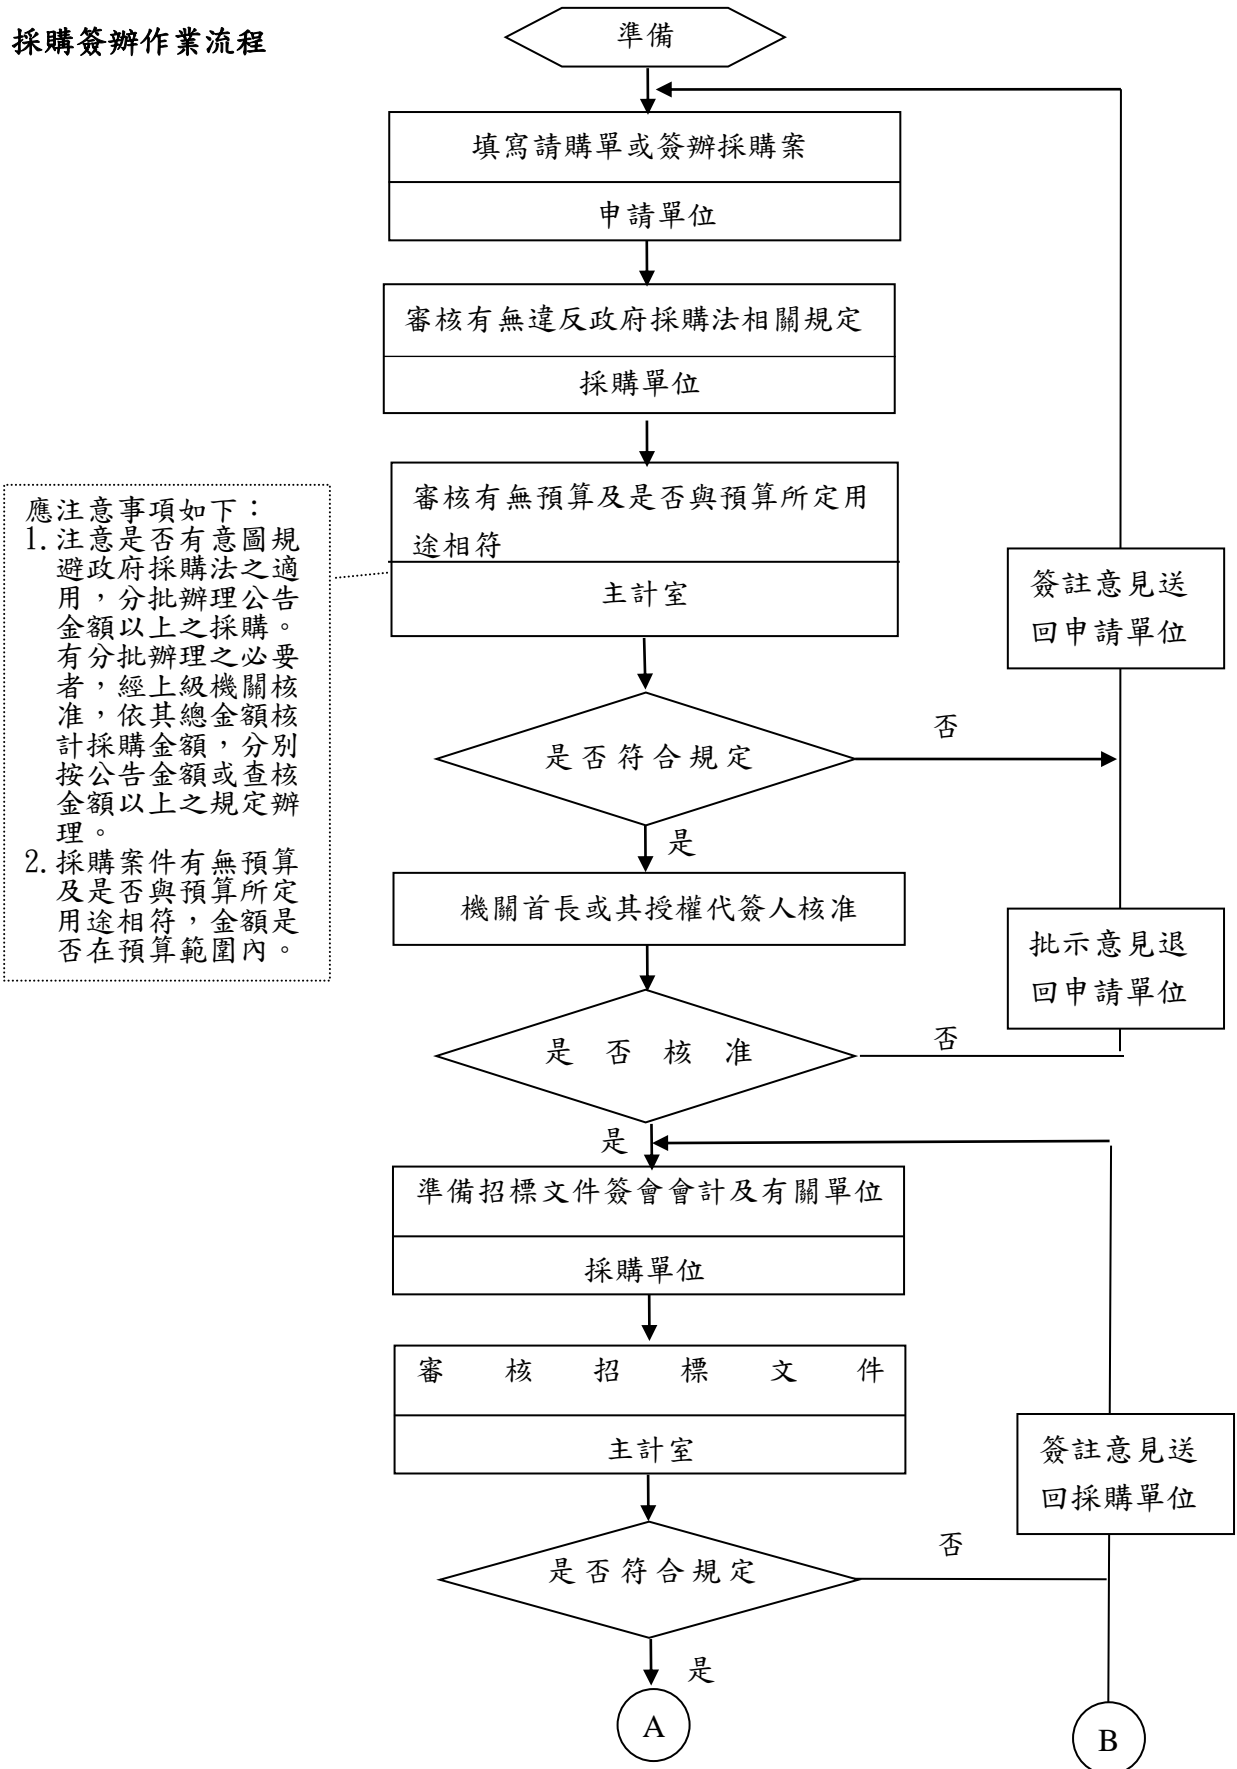 採購簽辦作業流程
準備
填寫請購單或簽辦採購案
申請單位
審核有無違反政府採購法相關規定
採購單位
審核有無預算及是否與預算所定用
途相符
主計室
應注意事項如下：
1.注意是否有意圖規
避政府採購法之適
用，分批辦理公告
金額以上之採購。
有分批辦理之必要
者，經上級機關核
准，依其總金額核
計採購金額，分別
按公告金額或查核
金額以上之規定辦
理。
2.採購案件有無預算
及是否與預算所定
用途相符，金額是
否在預算範圍內。
簽註意見送
回申請單位
是否符合規定
否
是
機關首長或其授權代簽人核准
批示意見退
回申請單位
是否核准
否
是
準備招標文件簽會會計及有關單位
採購單位
審核招標文件
主計室
簽註意見送
回採購單位
是否符合規定
否
是
A
B